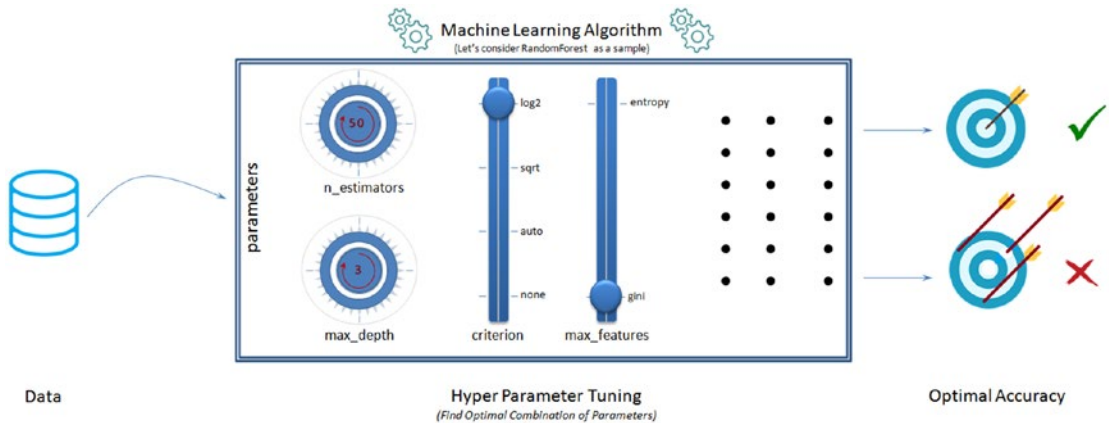 Machine Learning Algorithm
(Let's consider RandomForest as a sample)
parameters
50
n_estimators
3
max_depth
log2
sqrt
auto
none
criterion
entropy
gini
max_features
Data
Hyper Parameter Tuning
(Find Optimal Combination of Parameters)
Optimal Accuracy